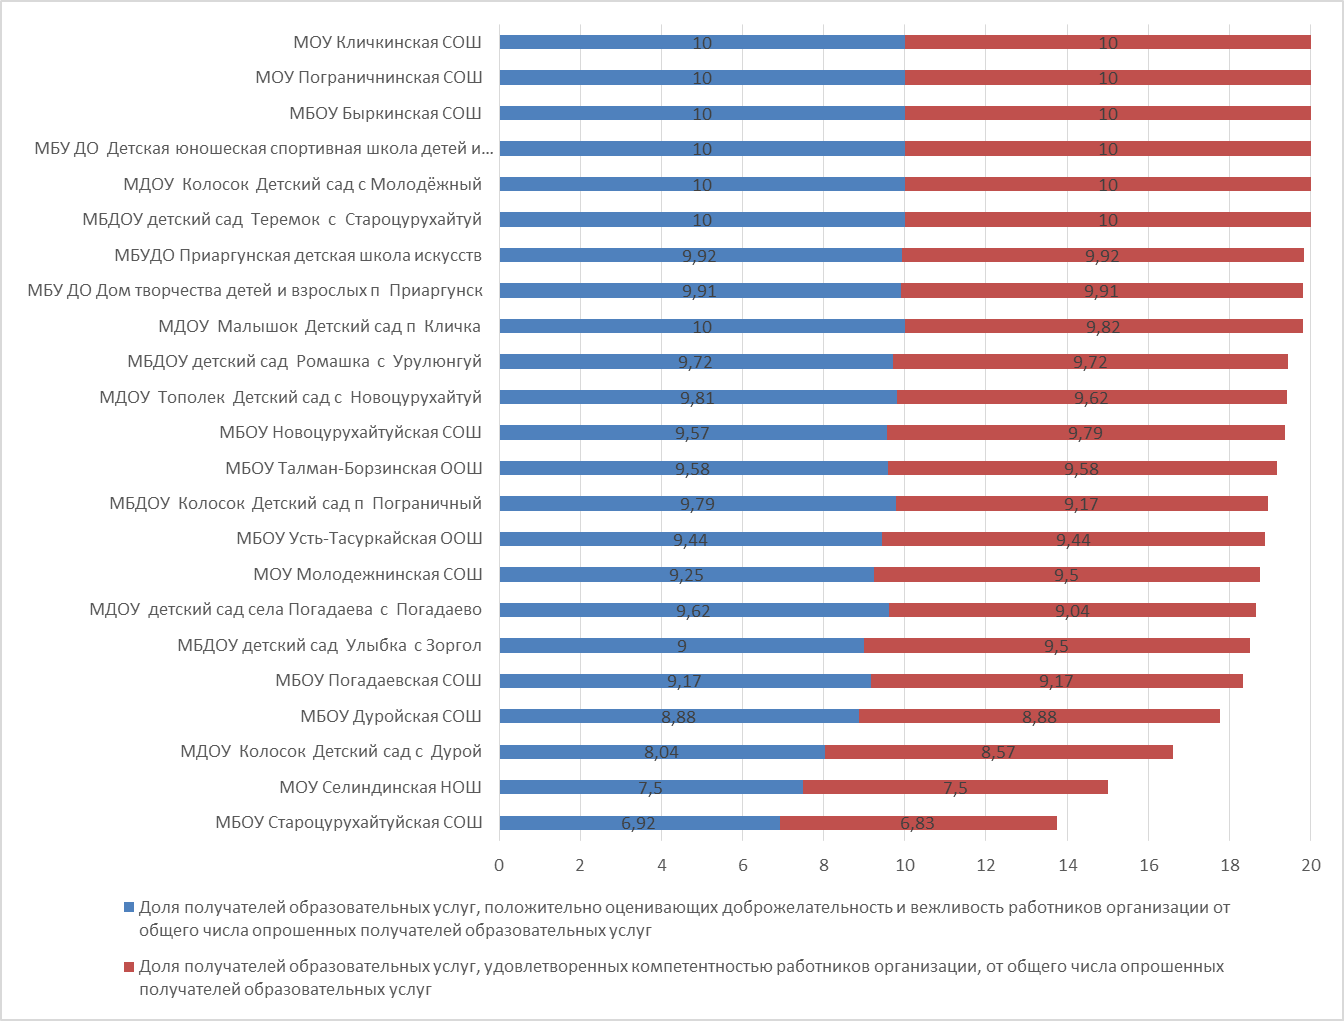 МОУ Кличкинская СОШ 10 10
МОУ Пограничнинская СОШ 10 10
МБОУ Быркинская СОШ 10 10
МБУ ДО Детская юношеская спортивная школа детей и... 10 10
МДОУ Колосок Детский сад с Молодёжный 10 10
МБДОУ детский сад Теремок с Староцурухайтуй 10 10
МБУДО Приаргунская детская школа искусств 9,92 9,92
МБУ ДО Дом творчества детей и взрослых п Приаргунск 9,91 9,91
МДОУ Малышок Детский сад п Кличка 10 9,82
МБДОУ детский сад Ромашка с Урулюнгуй 9,72 9,72
МДОУ Тополек Детский сад с Новоцурухайтуй 9,81 9,62
МБОУ Новоцурухайтуйская СОШ 9,57 9,79
МБОУ Талман-Борзинская ООШ 9,58 9,58
МБДОУ Колосок Детский сад п Пограничный 9,79 9,17
МБОУ Усть-Тасуркайская ООШ 9,44 9,44
МОУ Молодежнинская СОШ 9,25 9,5
МДОУ детский сад села Погадаева с Погадаево 9,62 9,04
МБДОУ детский сад Улыбка с Зоргол 9 9,5
МБОУ Погадаевская СОШ 9,17 9,17
МБОУ Дуройская СОШ 8,88 8,88
МДОУ Колосок Детский сад с Дурой 8,04 8,57
МОУ Селиндинская НОШ 7,5 7,5
МБОУ Староцурухайтуйская СОШ 6,92 6,83
0 2 4 6 8 10 12 14 16 18 20
Доля получателей образовательных услуг, положительно оценивающих доброжелательность и вежливость работников организации от
общего числа опрошенных получателей образовательных услуг
Доля получателей образовательных услуг, удовлетворенных компетентностью работников организации, от общего числа опрошенных
получателей образовательных услуг